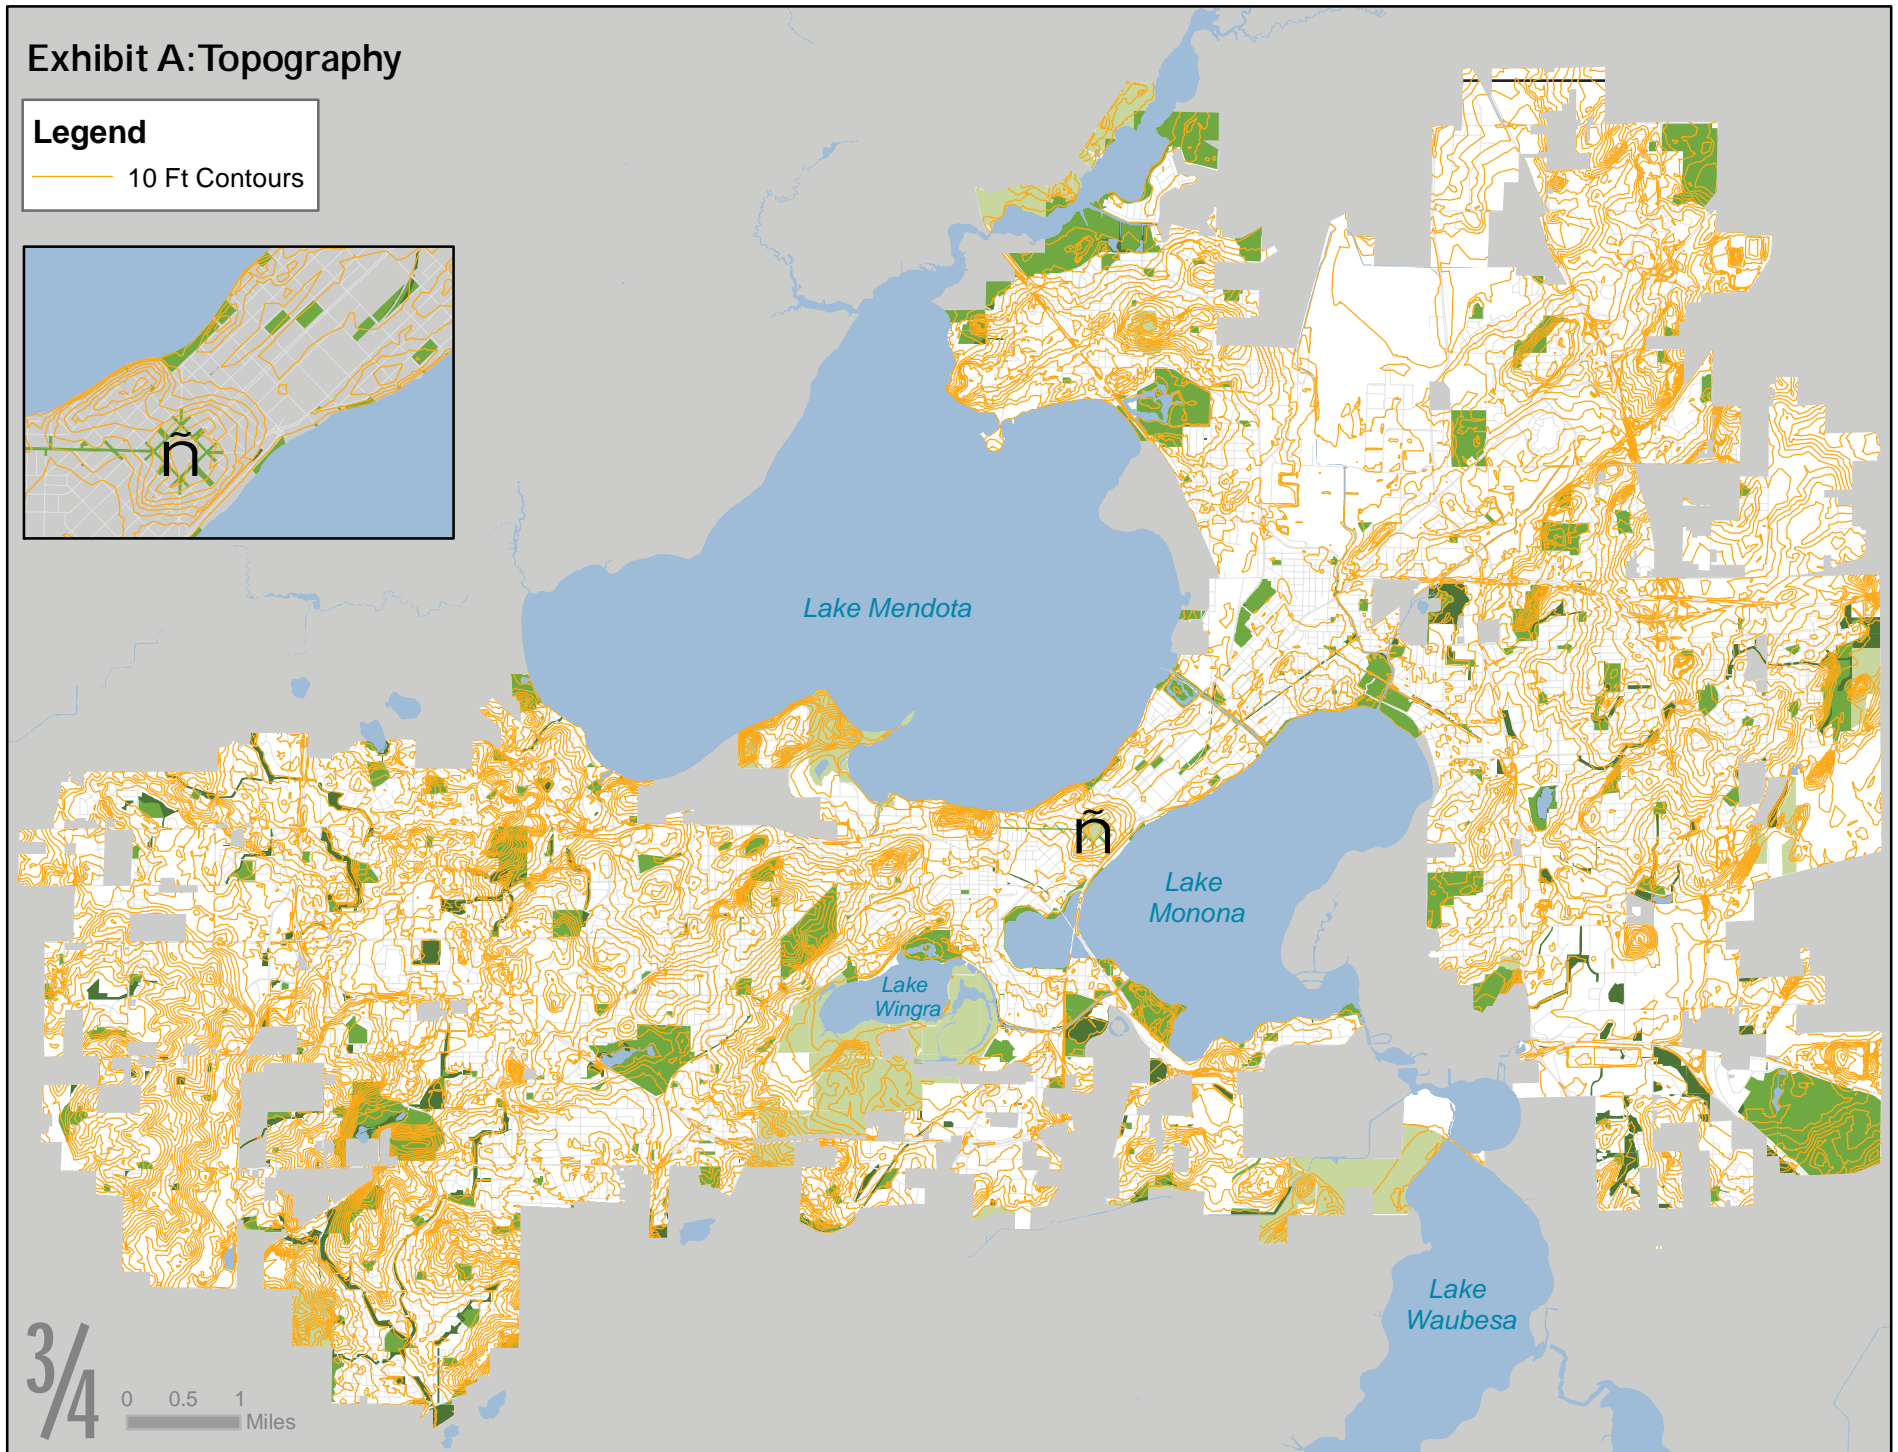 Exhibit A: Topography
Legend
10 Ft Contours
ñ
Lake Mendota
ñ
Lake
Monona
Lake
Wingra
Lake
Waubesa
3/4
0 0.5 1
Miles